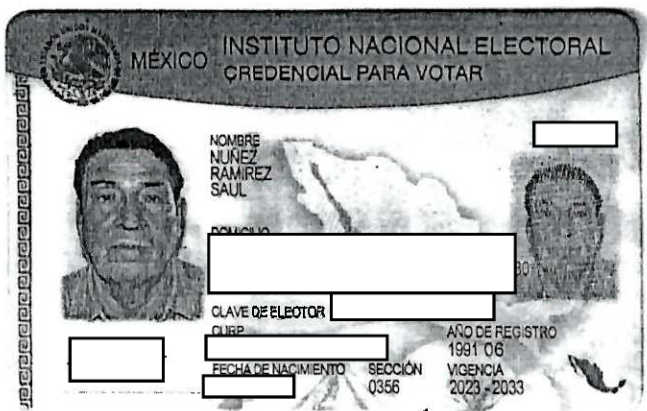 MÉXICO INSTITUTO NACIONAL ELECTORAL
CREDENCIAL PARA VOTAR
NOMBRE
NUÑEZ
RAMIREZ
SAUL
DOMICILIO
CLAVE DE ELECTOR
CURP
AÑO DE REGISTRO
1991 06
FECHA DE NACIMIENTO
SECCIÓN
0356
VIGENCIA
2023 - 2033